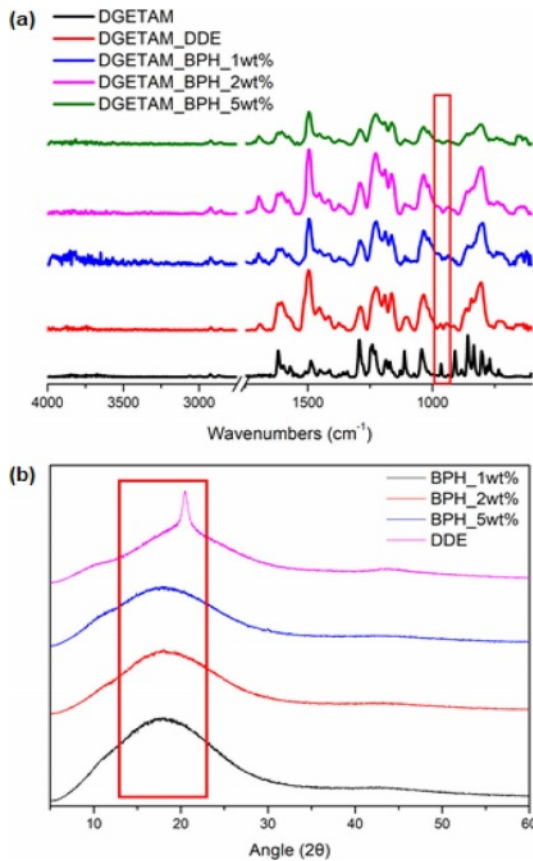 (a)
DGETAM
DGETAM_DDE
DGETAM_BPH_1wt%
DGETAM_BPH_2wt%
DGETAM_BPH_5wt%
4000 3500 3000 1500 1000
Wavenumbers (cm⁻¹)
(b)
BPH_1wt%
BPH_2wt%
BPH_5wt%
DDE
10 20 30 40 50 60
Angle (2θ)